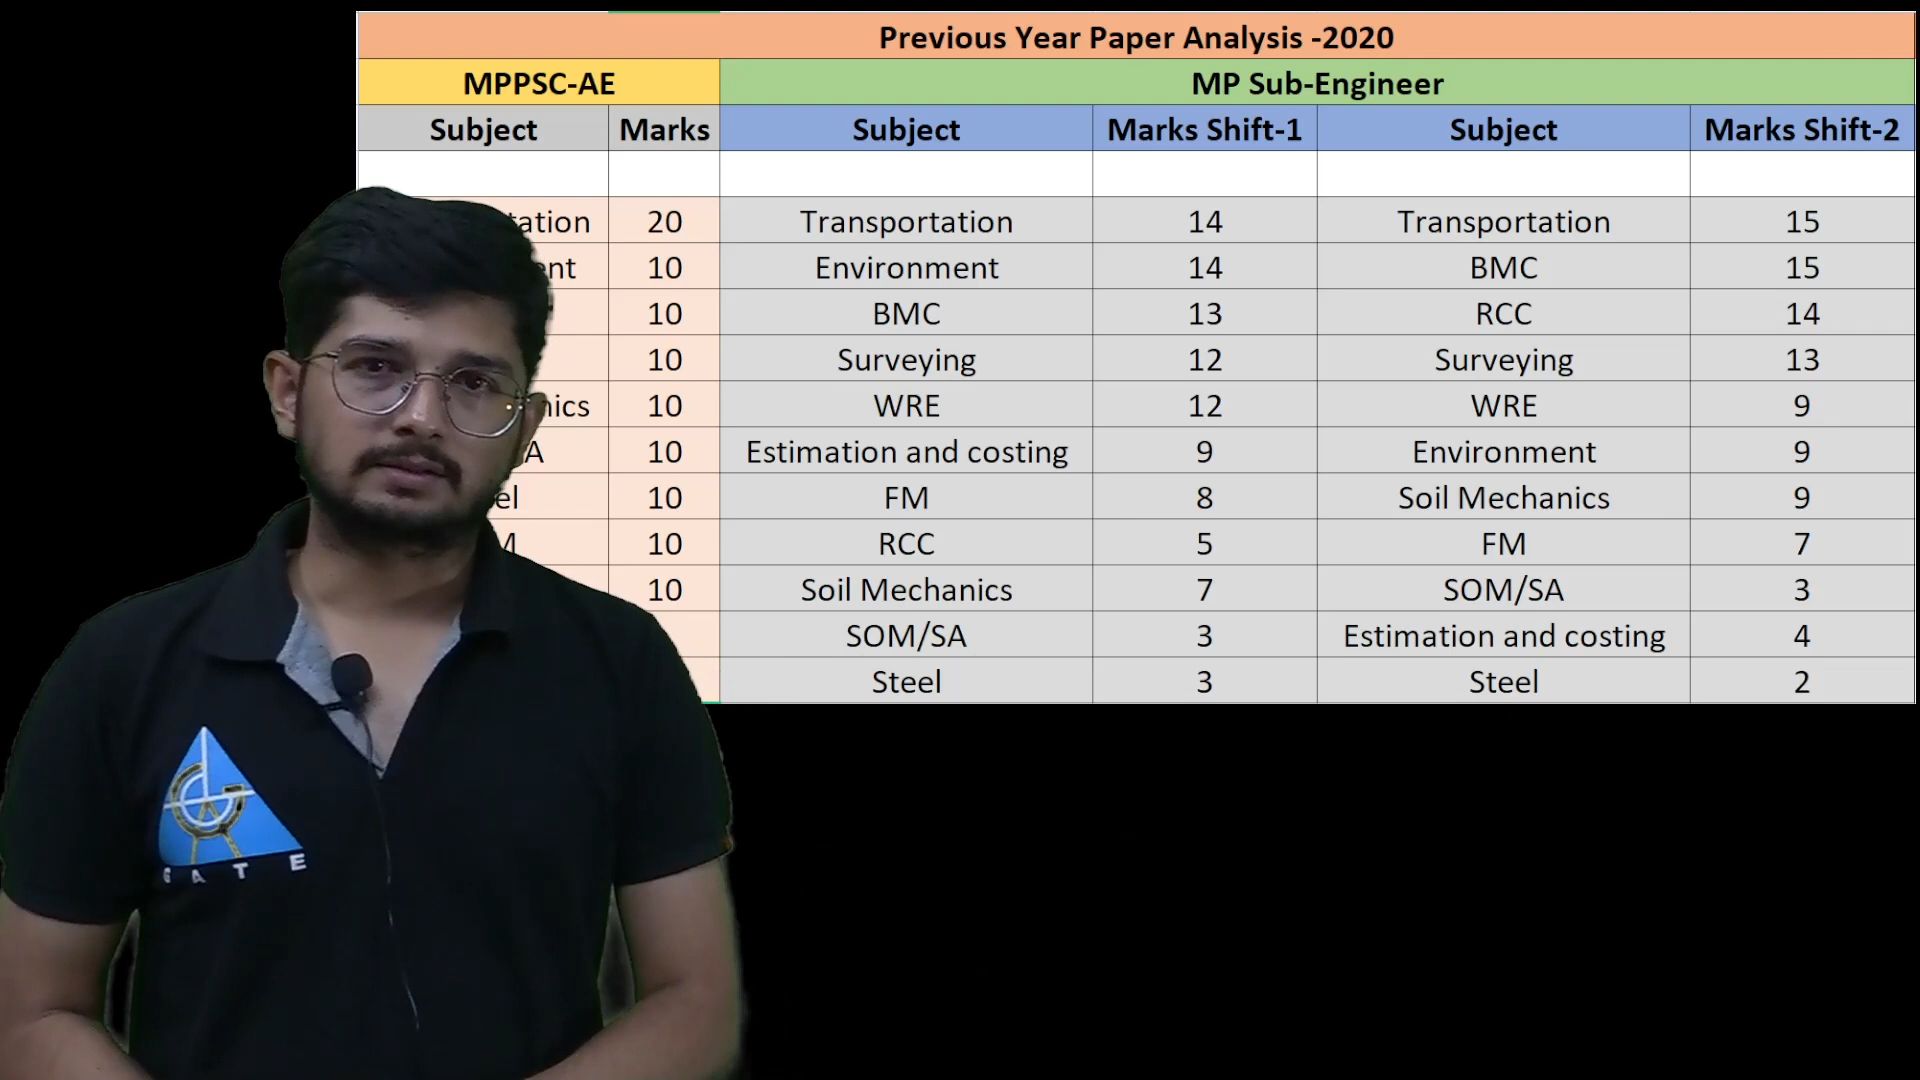 Previous Year Paper Analysis -2020
MPPSC-AE MP Sub-Engineer
Subject Marks Subject Marks Shift-1 Subject Marks Shift-2
20 Transportation 14 Transportation 15
10 Environment 14 BMC 15
10 BMC 13 RCC 14
10 Surveying 12 Surveying 13
10 WRE 12 WRE 9
10 Estimation and costing 9 Environment 9
10 FM 8 Soil Mechanics 9
10 RCC 5 FM 7
10 Soil Mechanics 7 SOM/SA 3
SOM/SA 3 Estimation and costing 4
Steel 3 Steel 2
GATE